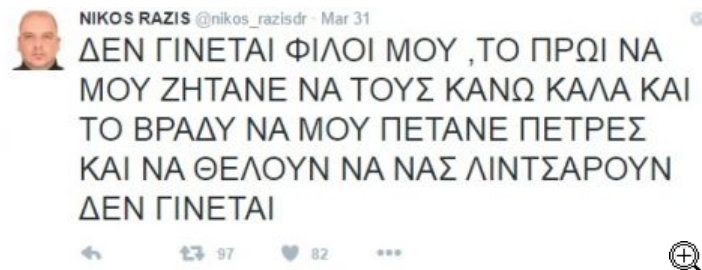 NIKOS RAZIS @nikos_razisdr · Mar 31
ΔΕΝ ΓΙΝΕΤΑΙ ΦΙΛΟΙ ΜΟΥ ,ΤΟ ΠΡΩΙ ΝΑ
ΜΟΥ ΖΗΤΑΝΕ ΝΑ ΤΟΥΣ ΚΑΝΩ ΚΑΛΑ ΚΑΙ
ΤΟ ΒΡΑΔΥ ΝΑ ΜΟΥ ΠΕΤΑΝΕ ΠΕΤΡΕΣ
ΚΑΙ ΝΑ ΘΕΛΟΥΝ ΝΑ ΝΑΣ ΛΙΝΤΣΑΡΟΥΝ
ΔΕΝ ΓΙΝΕΤΑΙ
97 82